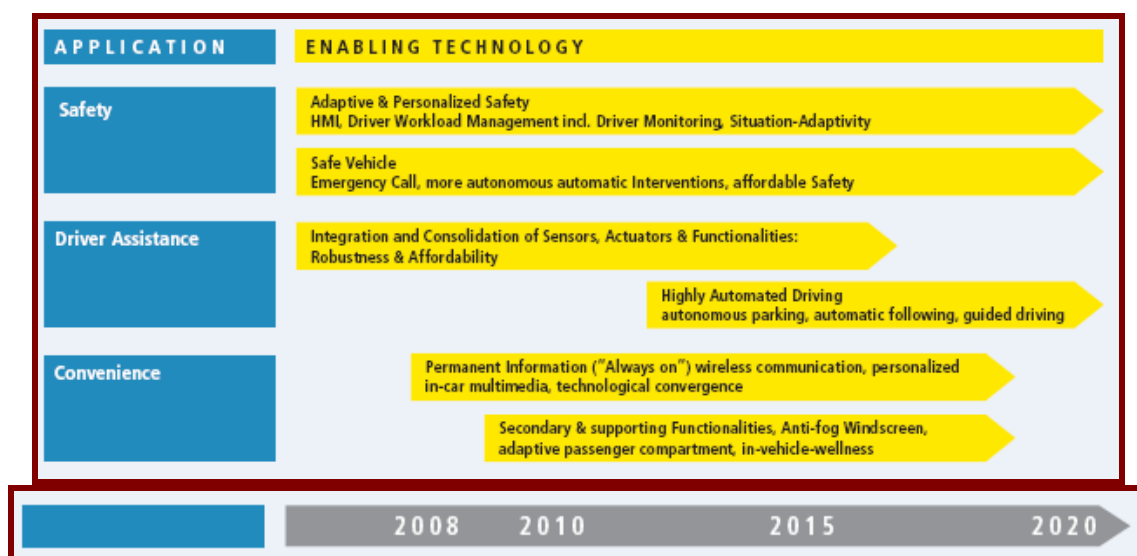 APPLICATION
ENABLING TECHNOLOGY
Safety
Adaptive & Personalized Safety
HMI, Driver Workload Management incl. Driver Monitoring, Situation-Adaptivity
Safe Vehicle
Emergency Call, more autonomous automatic Interventions, affordable Safety
Driver Assistance
Integration and Consolidation of Sensors, Actuators & Functionalities:
Robustness & Affordability
Highly Automated Driving
autonomous parking, automatic following, guided driving
Convenience
Permanent Information ("Always on") wireless communication, personalized
in-car multimedia, technological convergence
Secondary & supporting Functionalities, Anti-fog Windscreen,
adaptive passenger compartment, in-vehicle-wellness
2008 2010 2015 2020